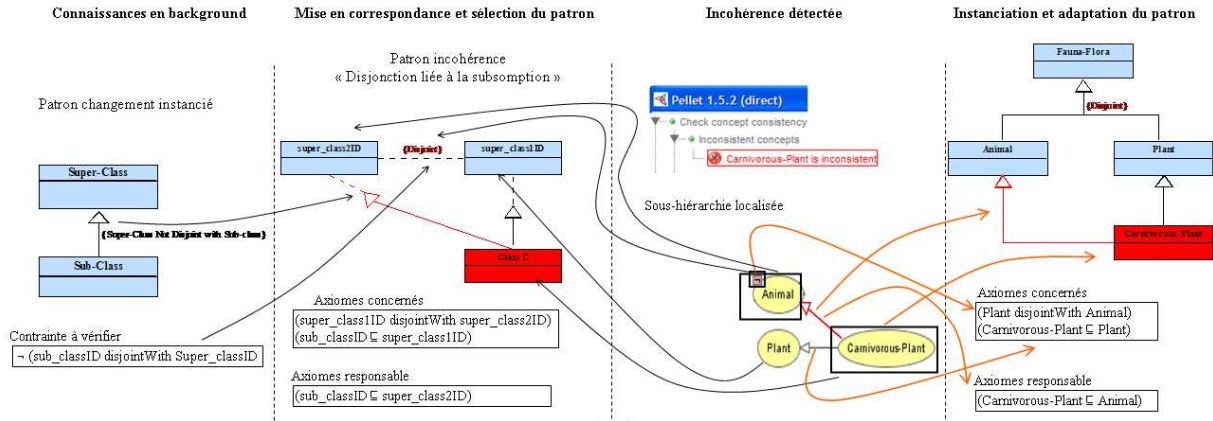 Connaissances en background
Mise en correspondance et sélection du patron
Incohérence détectée
Instanciation et adaptation du patron
Patron changement instancié
Super-Class
{Super-Class Not Disjoint with Sub-class}
Sub-Class
Contrainte à vérifier
¬ (sub_classID disjointWith Super_classID
Patron incohérence
« Disjonction liée à la subsomption »
super_class2ID
{Disjoint}
super_class1ID
Class C
Axiomes concernés
(super_class1ID disjointWith super_class2ID)
(sub_classID ⊑ super_class1ID)
Axiomes responsable
(sub_classID ⊑ super_class2ID)
Pellet 1.5.2 (direct)
Check concept consistency
Inconsistent concepts
Carnivorous-Plant is inconsistent
Sous-hiérarchie localisée
Animal
Plant
Carnivorous-Plant
Fauna-Flora
{Disjoint}
Animal
Plant
Carnivorous-Plant
Axiomes concernés
(Plant disjointWith Animal)
(Carnivorous-Plant ⊑ Plant)
Axiomes responsable
(Carnivorous-Plant ⊑ Animal)